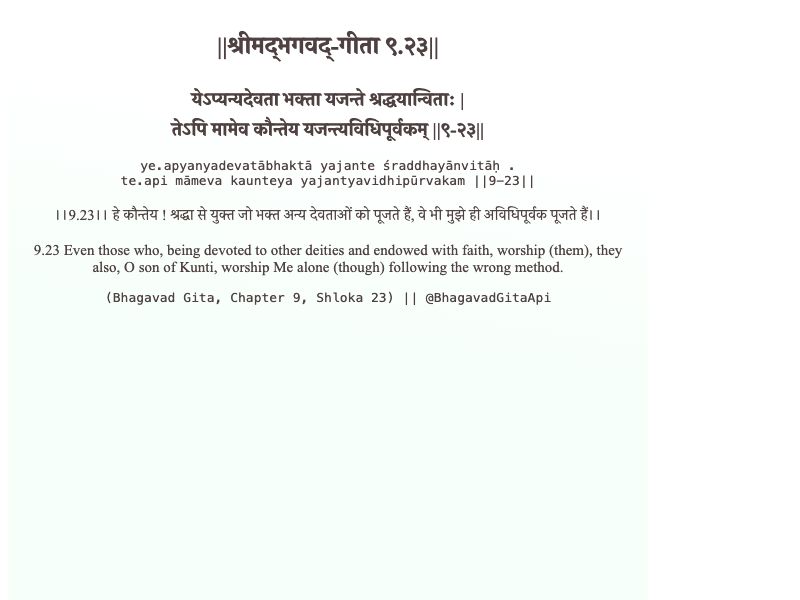 ||श्रीमद्‍भगवद्‍-गीता ९.२३||
येऽप्यन्यदेवता भक्ता यजन्ते श्रद्धयान्विताः |
तेऽपि मामेव कौन्तेय यजन्त्यविधिपूर्वकम् ||९-२३||
ye.apyanyadevatābhaktā yajante śraddhayānvitāḥ .
te.api māmeva kaunteya yajantyavidhipūrvakam ||9-23||
।।9.23।। हे कौन्तेय ! श्रद्धा से युक्त जो भक्त अन्य देवताओं को पूजते हैं, वे भी मुझे ही अविधिपूर्वक पूजते हैं।।
9.23 Even those who, being devoted to other deities and endowed with faith, worship (them), they
also, O son of Kunti, worship Me alone (though) following the wrong method.
(Bhagavad Gita, Chapter 9, Shloka 23) || @BhagavadGitaApi